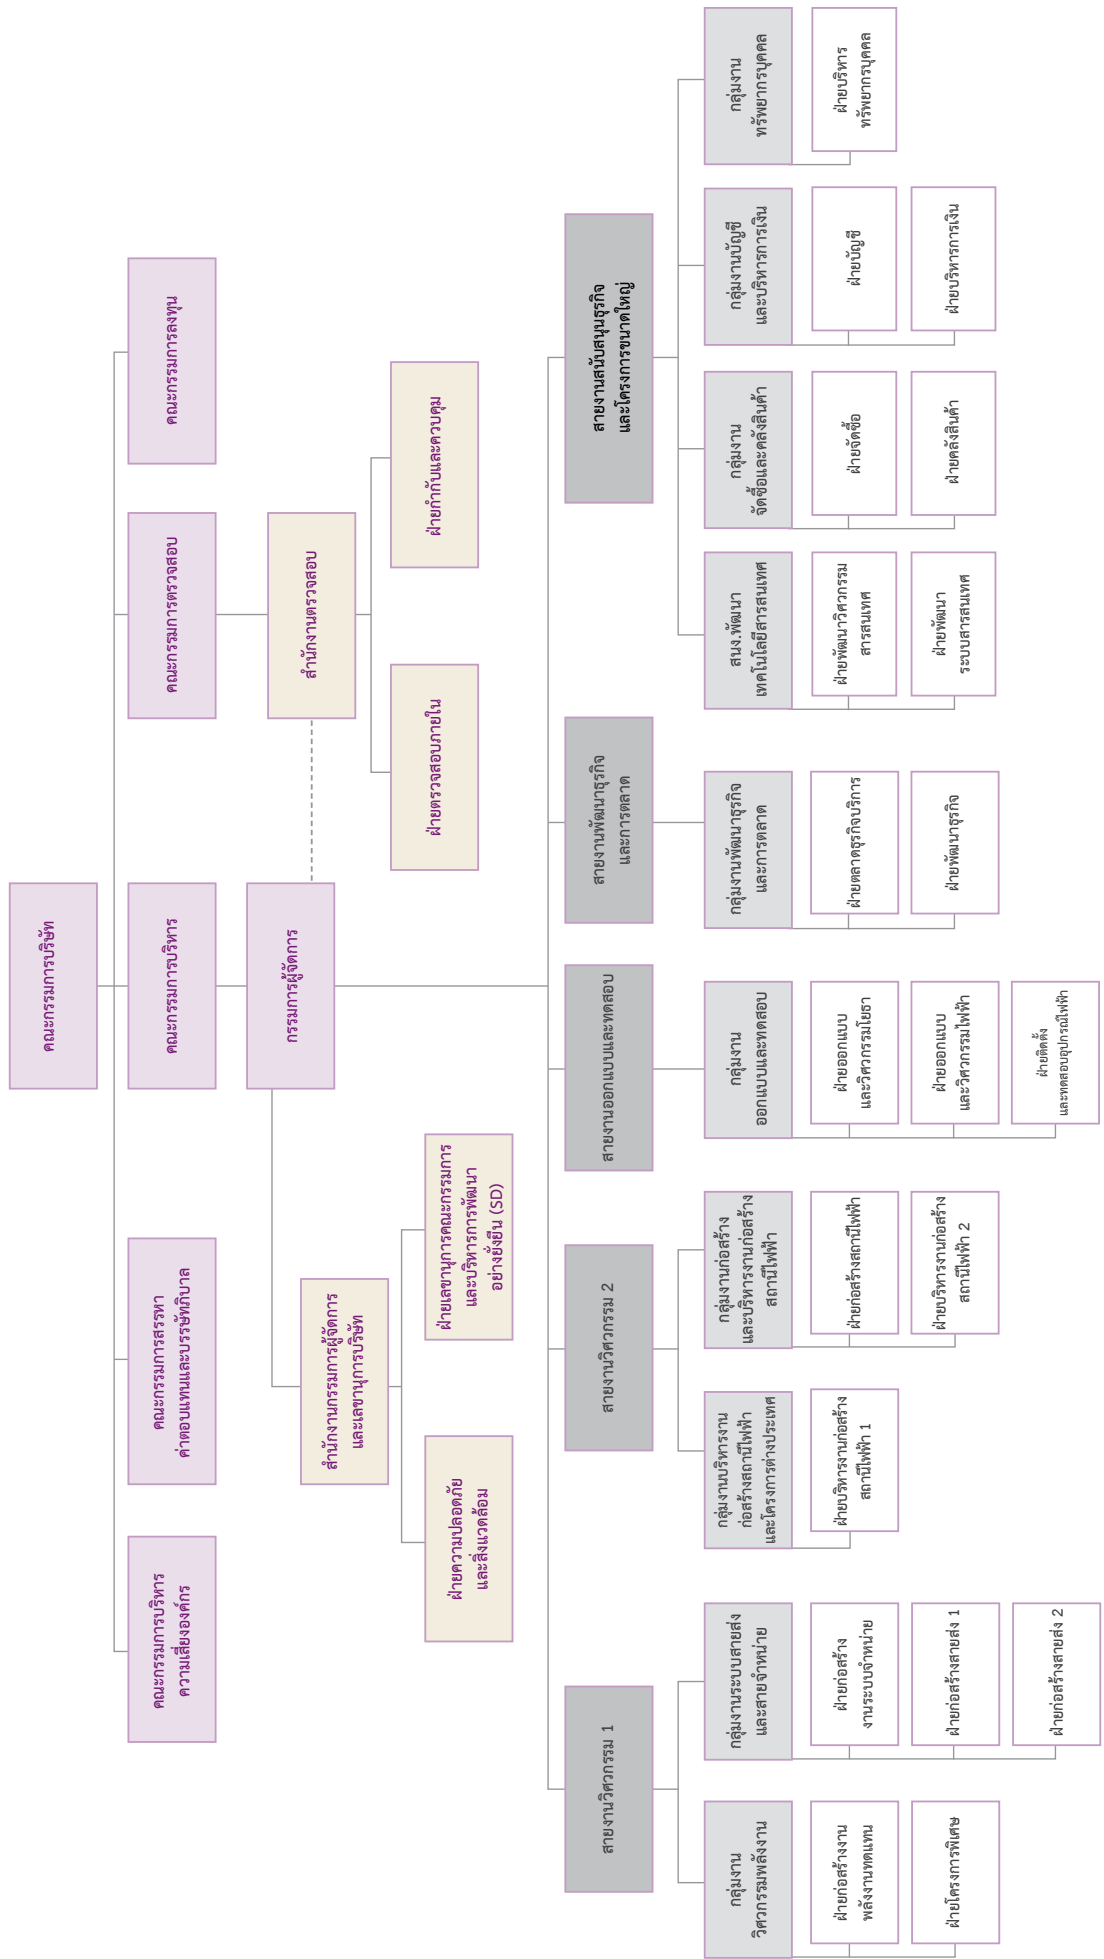 คณะกรรมการบริษัท
คณะกรรมการบริหาร
ความเสี่ยงองค์กร
คณะกรรมการสรรหา
ค่าตอบแทนและบรรษัทภิบาล
คณะกรรมการบริหาร
คณะกรรมการตรวจสอบ
คณะกรรมการลงทุน
กรรมการผู้จัดการ
สำนักงานตรวจสอบ
ฝ่ายตรวจสอบภายใน
ฝ่ายกำกับและควบคุม
สำนักงานกรรมการผู้จัดการ
และเลขานุการบริษัท
ฝ่ายความปลอดภัย
และสิ่งแวดล้อม
ฝ่ายเลขานุการคณะกรรมการ
และบริหารการพัฒนา
อย่างยั่งยืน (SD)
สายงานวิศวกรรม 1
สายงานวิศวกรรม 2
สายงานออกแบบและทดสอบ
สายงานพัฒนาธุรกิจ
และการตลาด
สายงานสนับสนุนธุรกิจ
และโครงการขนาดใหญ่
กลุ่มงาน
วิศวกรรมพลังงาน
กลุ่มงานระบบสายส่ง
และสายจำหน่าย
กลุ่มงานบริหารงาน
ก่อสร้างสถานีไฟฟ้า
และโครงการต่างประเทศ
กลุ่มงานก่อสร้าง
และบริหารงานก่อสร้าง
สถานีไฟฟ้า
กลุ่มงาน
ออกแบบและทดสอบ
กลุ่มงานพัฒนาธุรกิจ
และการตลาด
สนง.พัฒนา
เทคโนโลยีสารสนเทศ
กลุ่มงาน
จัดซื้อและคลังสินค้า
กลุ่มงานบัญชี
และบริหารการเงิน
กลุ่มงาน
ทรัพยากรบุคคล
ฝ่ายก่อสร้างงาน
พลังงานทดแทน
ฝ่ายก่อสร้าง
งานระบบจำหน่าย
ฝ่ายบริหารงานก่อสร้าง
สถานีไฟฟ้า 1
ฝ่ายก่อสร้างสถานีไฟฟ้า
ฝ่ายออกแบบ
และวิศวกรรมโยธา
ฝ่ายตลาดธุรกิจบริการ
ฝ่ายพัฒนาวิศวกรรม
สารสนเทศ
ฝ่ายจัดซื้อ
ฝ่ายบัญชี
ฝ่ายบริหาร
ทรัพยากรบุคคล
ฝ่ายโครงการพิเศษ
ฝ่ายก่อสร้างสายส่ง 1
ฝ่ายบริหารงานก่อสร้าง
สถานีไฟฟ้า 2
ฝ่ายออกแบบ
และวิศวกรรมไฟฟ้า
ฝ่ายพัฒนาธุรกิจ
ฝ่ายพัฒนา
ระบบสารสนเทศ
ฝ่ายคลังสินค้า
ฝ่ายบริหารการเงิน
ฝ่ายก่อสร้างสายส่ง 2
ฝ่ายติดตั้ง
และทดสอบอุปกรณ์ไฟฟ้า